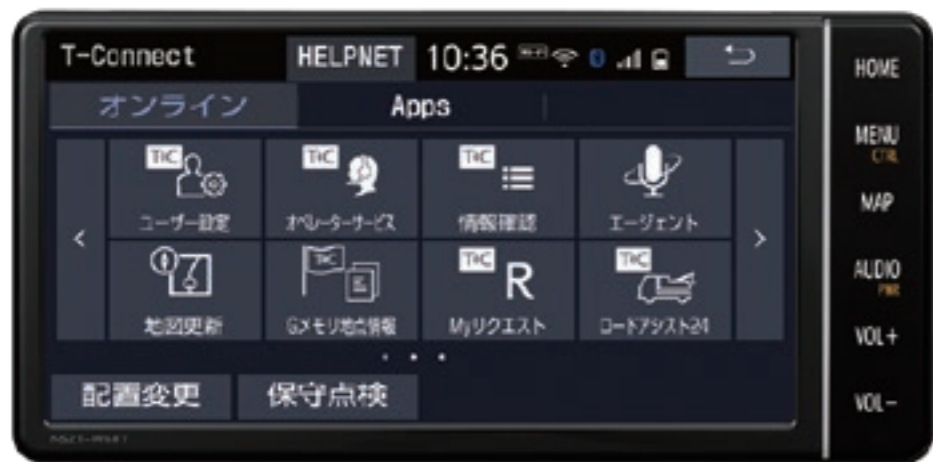 T-Connect
HELPNET
10:36
Wi-Fi
オンライン
Apps
T&C
ユーザー設定
T&C
オペレーターサービス
T&C
情報確認
エージェント
地図更新
T&C
Gメモリ地点情報
T&C
R
Myリクエスト
T&C
ロードアシスト24
配置変更
保守点検
HOME
MENU
CTRL
MAP
AUDIO
PWR
VOL+
VOL-